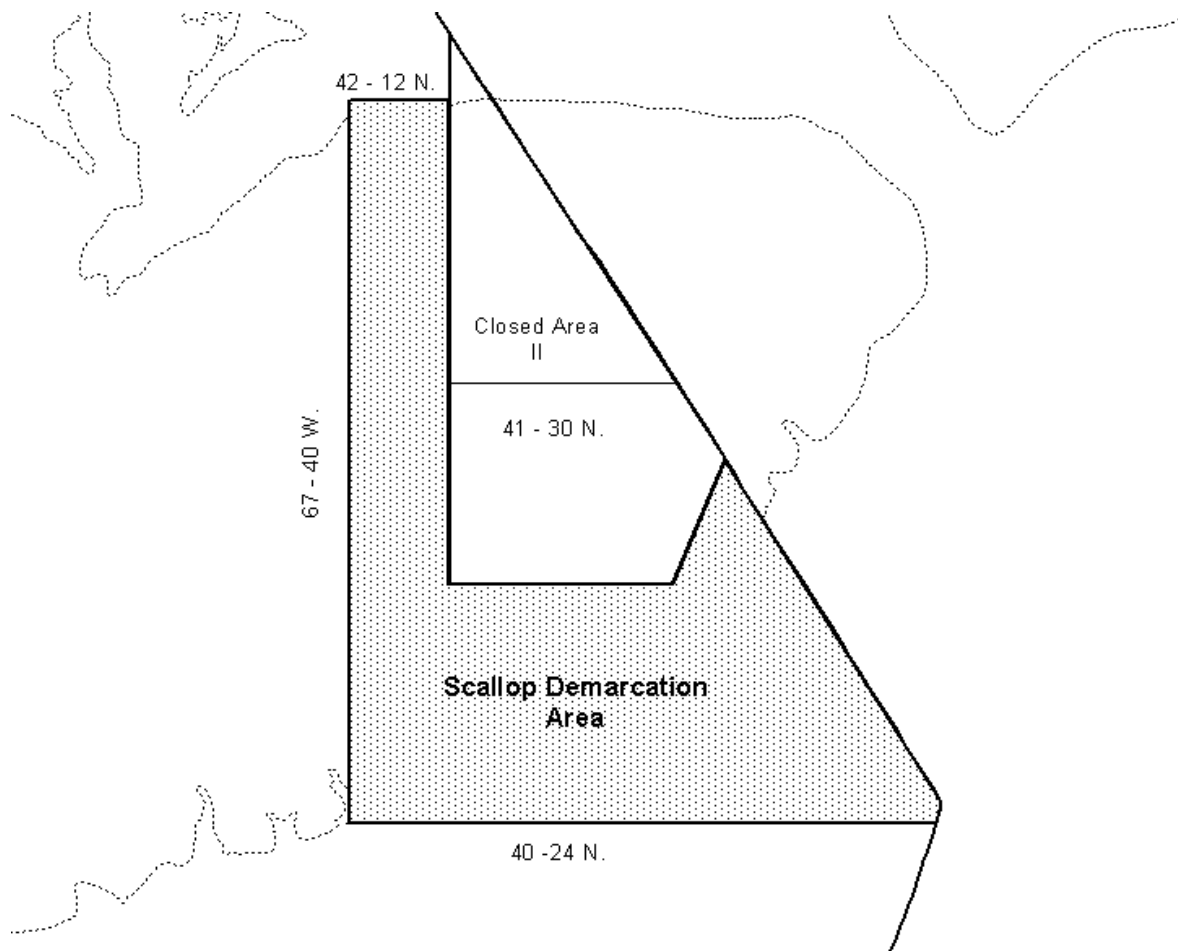 42 - 12 N.
Closed Area
II
41 - 30 N.
67 - 40 W.
Scallop Demarcation
Area
40 -24 N.